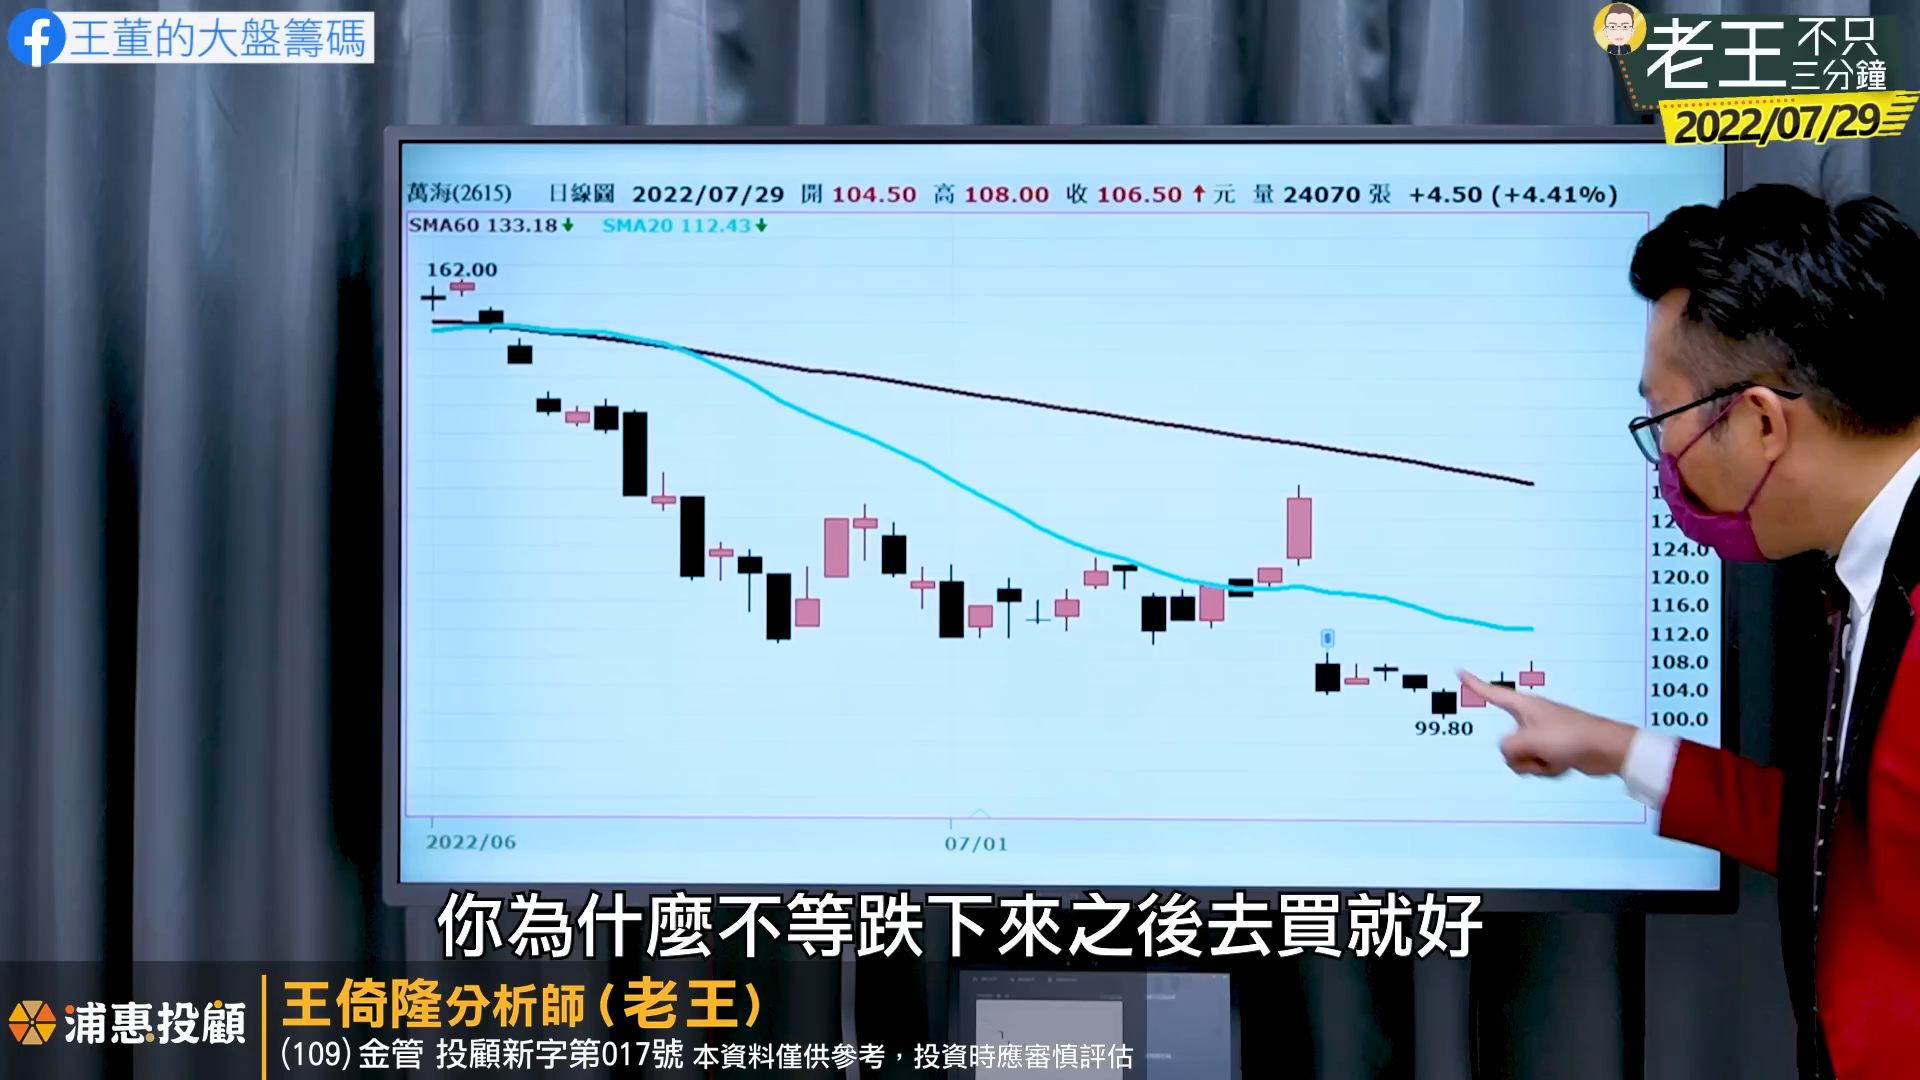 王董的大盤籌碼
老王 不只三分鐘
2022/07/29
萬海(2615) 日線圖 2022/07/29 開 104.50 高 108.00 收 106.50↑元 量 24070 張 +4.50 (+4.41%)
SMA60 133.18↓ SMA20 112.43↓
162.00
124.0
120.0
116.0
112.0
108.0
104.0
100.0
99.80
2022/06
07/01
你為什麼不等跌下來之後去買就好
浦惠投顧
王倚隆分析師(老王)
(109)金管 投顧新字第017號 本資料僅供參考，投資時應審慎評估